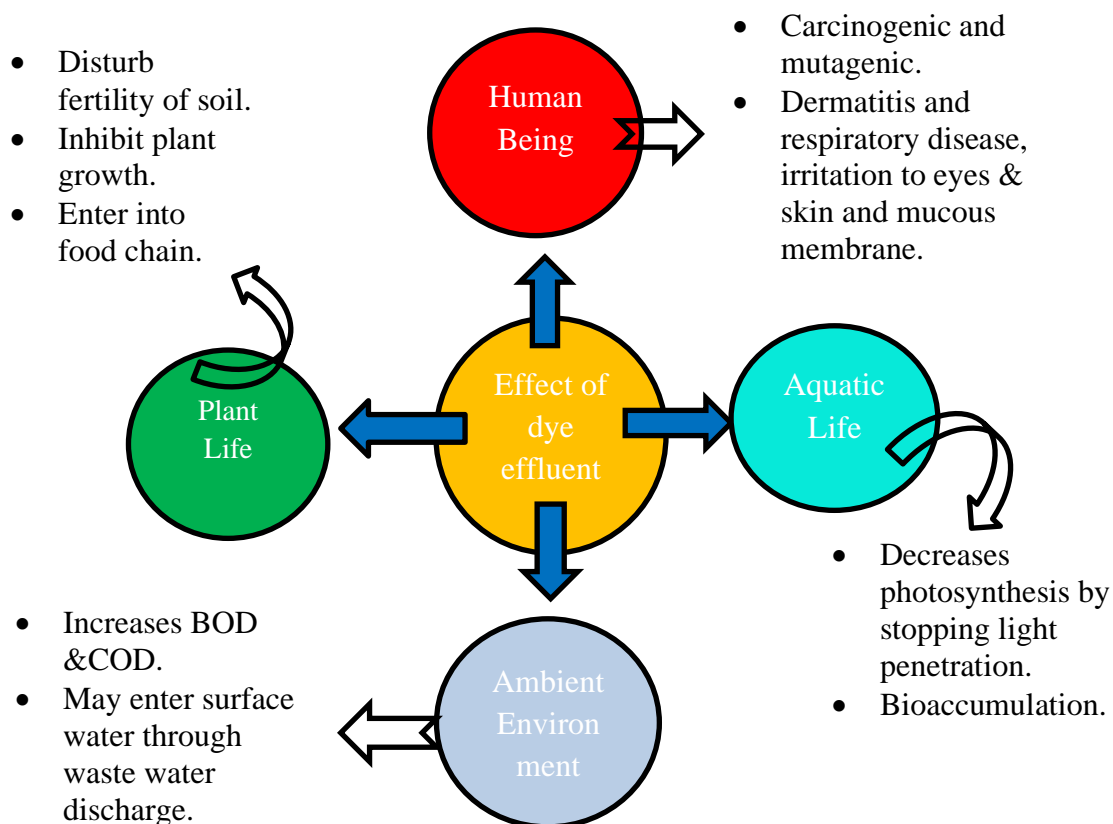 • Disturb
fertility of soil.
• Inhibit plant
growth.
• Enter into
food chain.
Human
Being
• Carcinogenic and
mutagenic.
• Dermatitis and
respiratory disease,
irritation to eyes &
skin and mucous
membrane.
Plant
Life
Effect of
dye
effluent
Aquatic
Life
• Increases BOD
&COD.
• May enter surface
water through
waste water
discharge.
Ambient
Environ
ment
• Decreases
photosynthesis by
stopping light
penetration.
• Bioaccumulation.